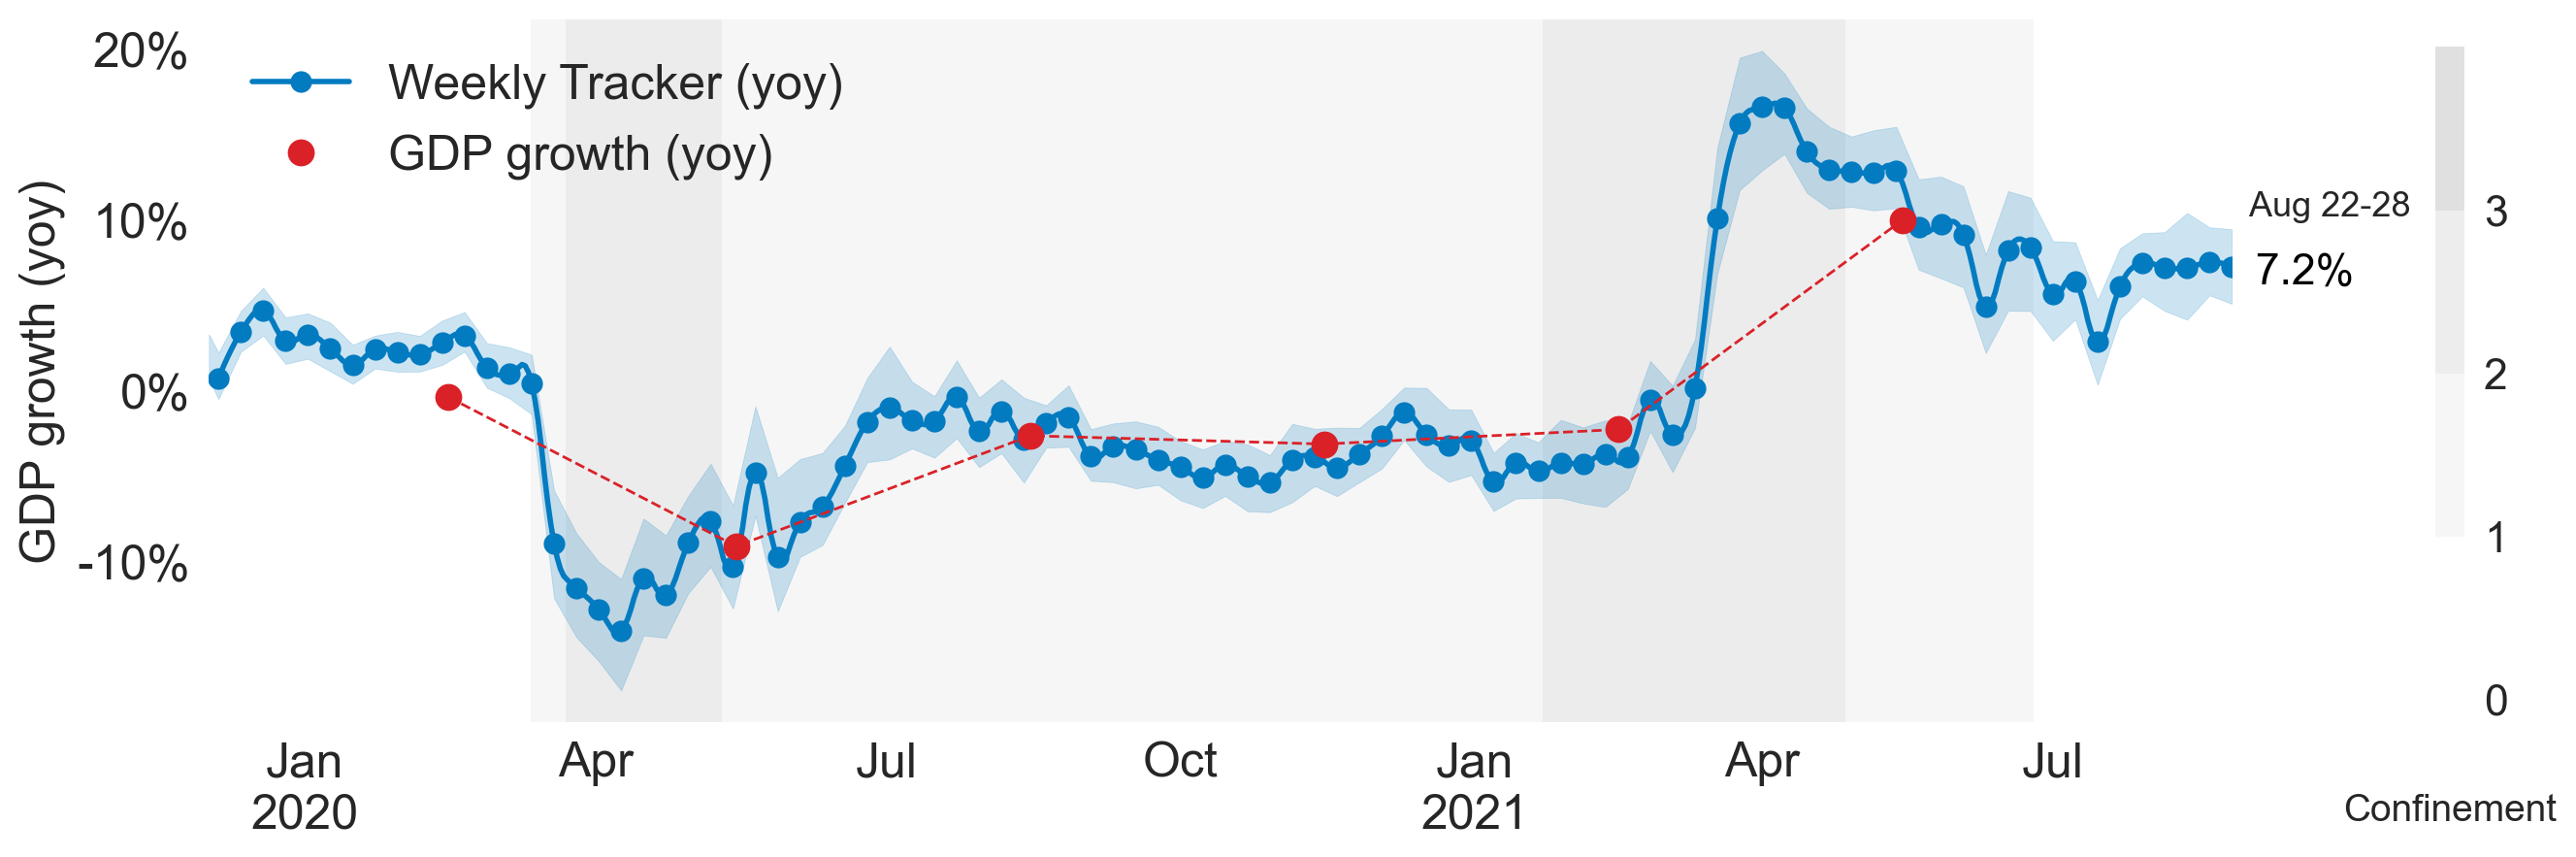 GDP growth (yoy)
20%
10%
0%
-10%
Weekly Tracker (yoy)
GDP growth (yoy)
Aug 22-28
7.2%
3
2
1
0
Jan
2020
Apr
Jul
Oct
Jan
2021
Apr
Jul
Confinement